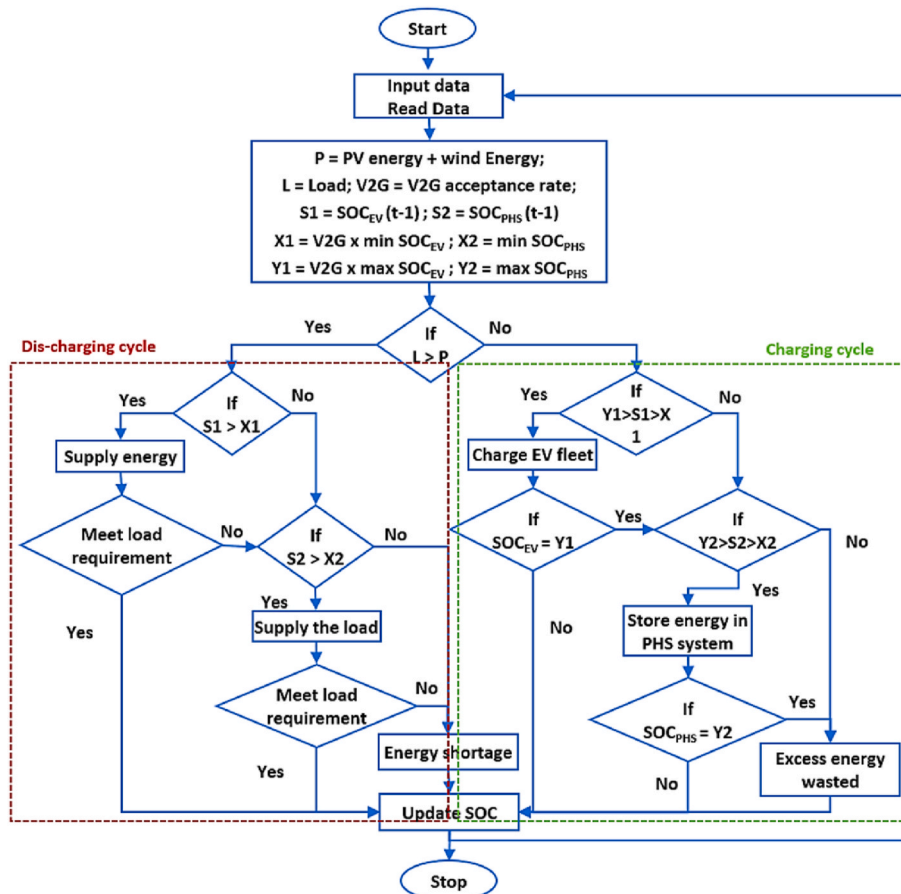 Start
Input data
Read Data
P = PV energy + wind Energy;
L = Load; V2G = V2G acceptance rate;
S1 = SOC_EV (t-1) ; S2 = SOC_PHS (t-1)
X1 = V2G x min SOC_EV ; X2 = min SOC_PHS
Y1 = V2G x max SOC_EV ; Y2 = max SOC_PHS
Yes
If
L > P
No
Dis-charging cycle
Charging cycle
Yes
If
S1 > X1
No
Yes
If
Y1>S1>X
1
No
Supply energy
Charge EV fleet
Meet load
requirement
No
If
S2 > X2
No
If
SOC_EV = Y1
Yes
If
Y2>S2>X2
No
Yes
Yes
Supply the load
Store energy in
PHS system
Yes
No
Meet load
requirement
No
If
SOC_PHS = Y2
Yes
Energy shortage
Excess energy
wasted
Yes
No
Update SOC
Stop